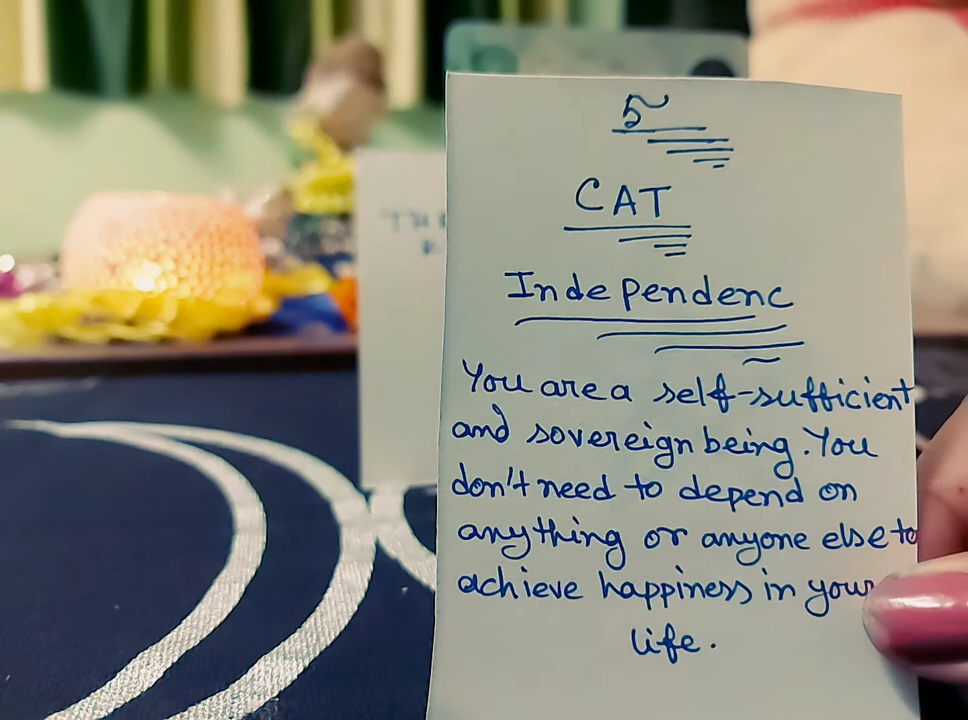 5
CAT
Independenc
You are a self-sufficient
and sovereign being. You
don't need to depend on
anything or anyone else to
achieve happiness in your
life.